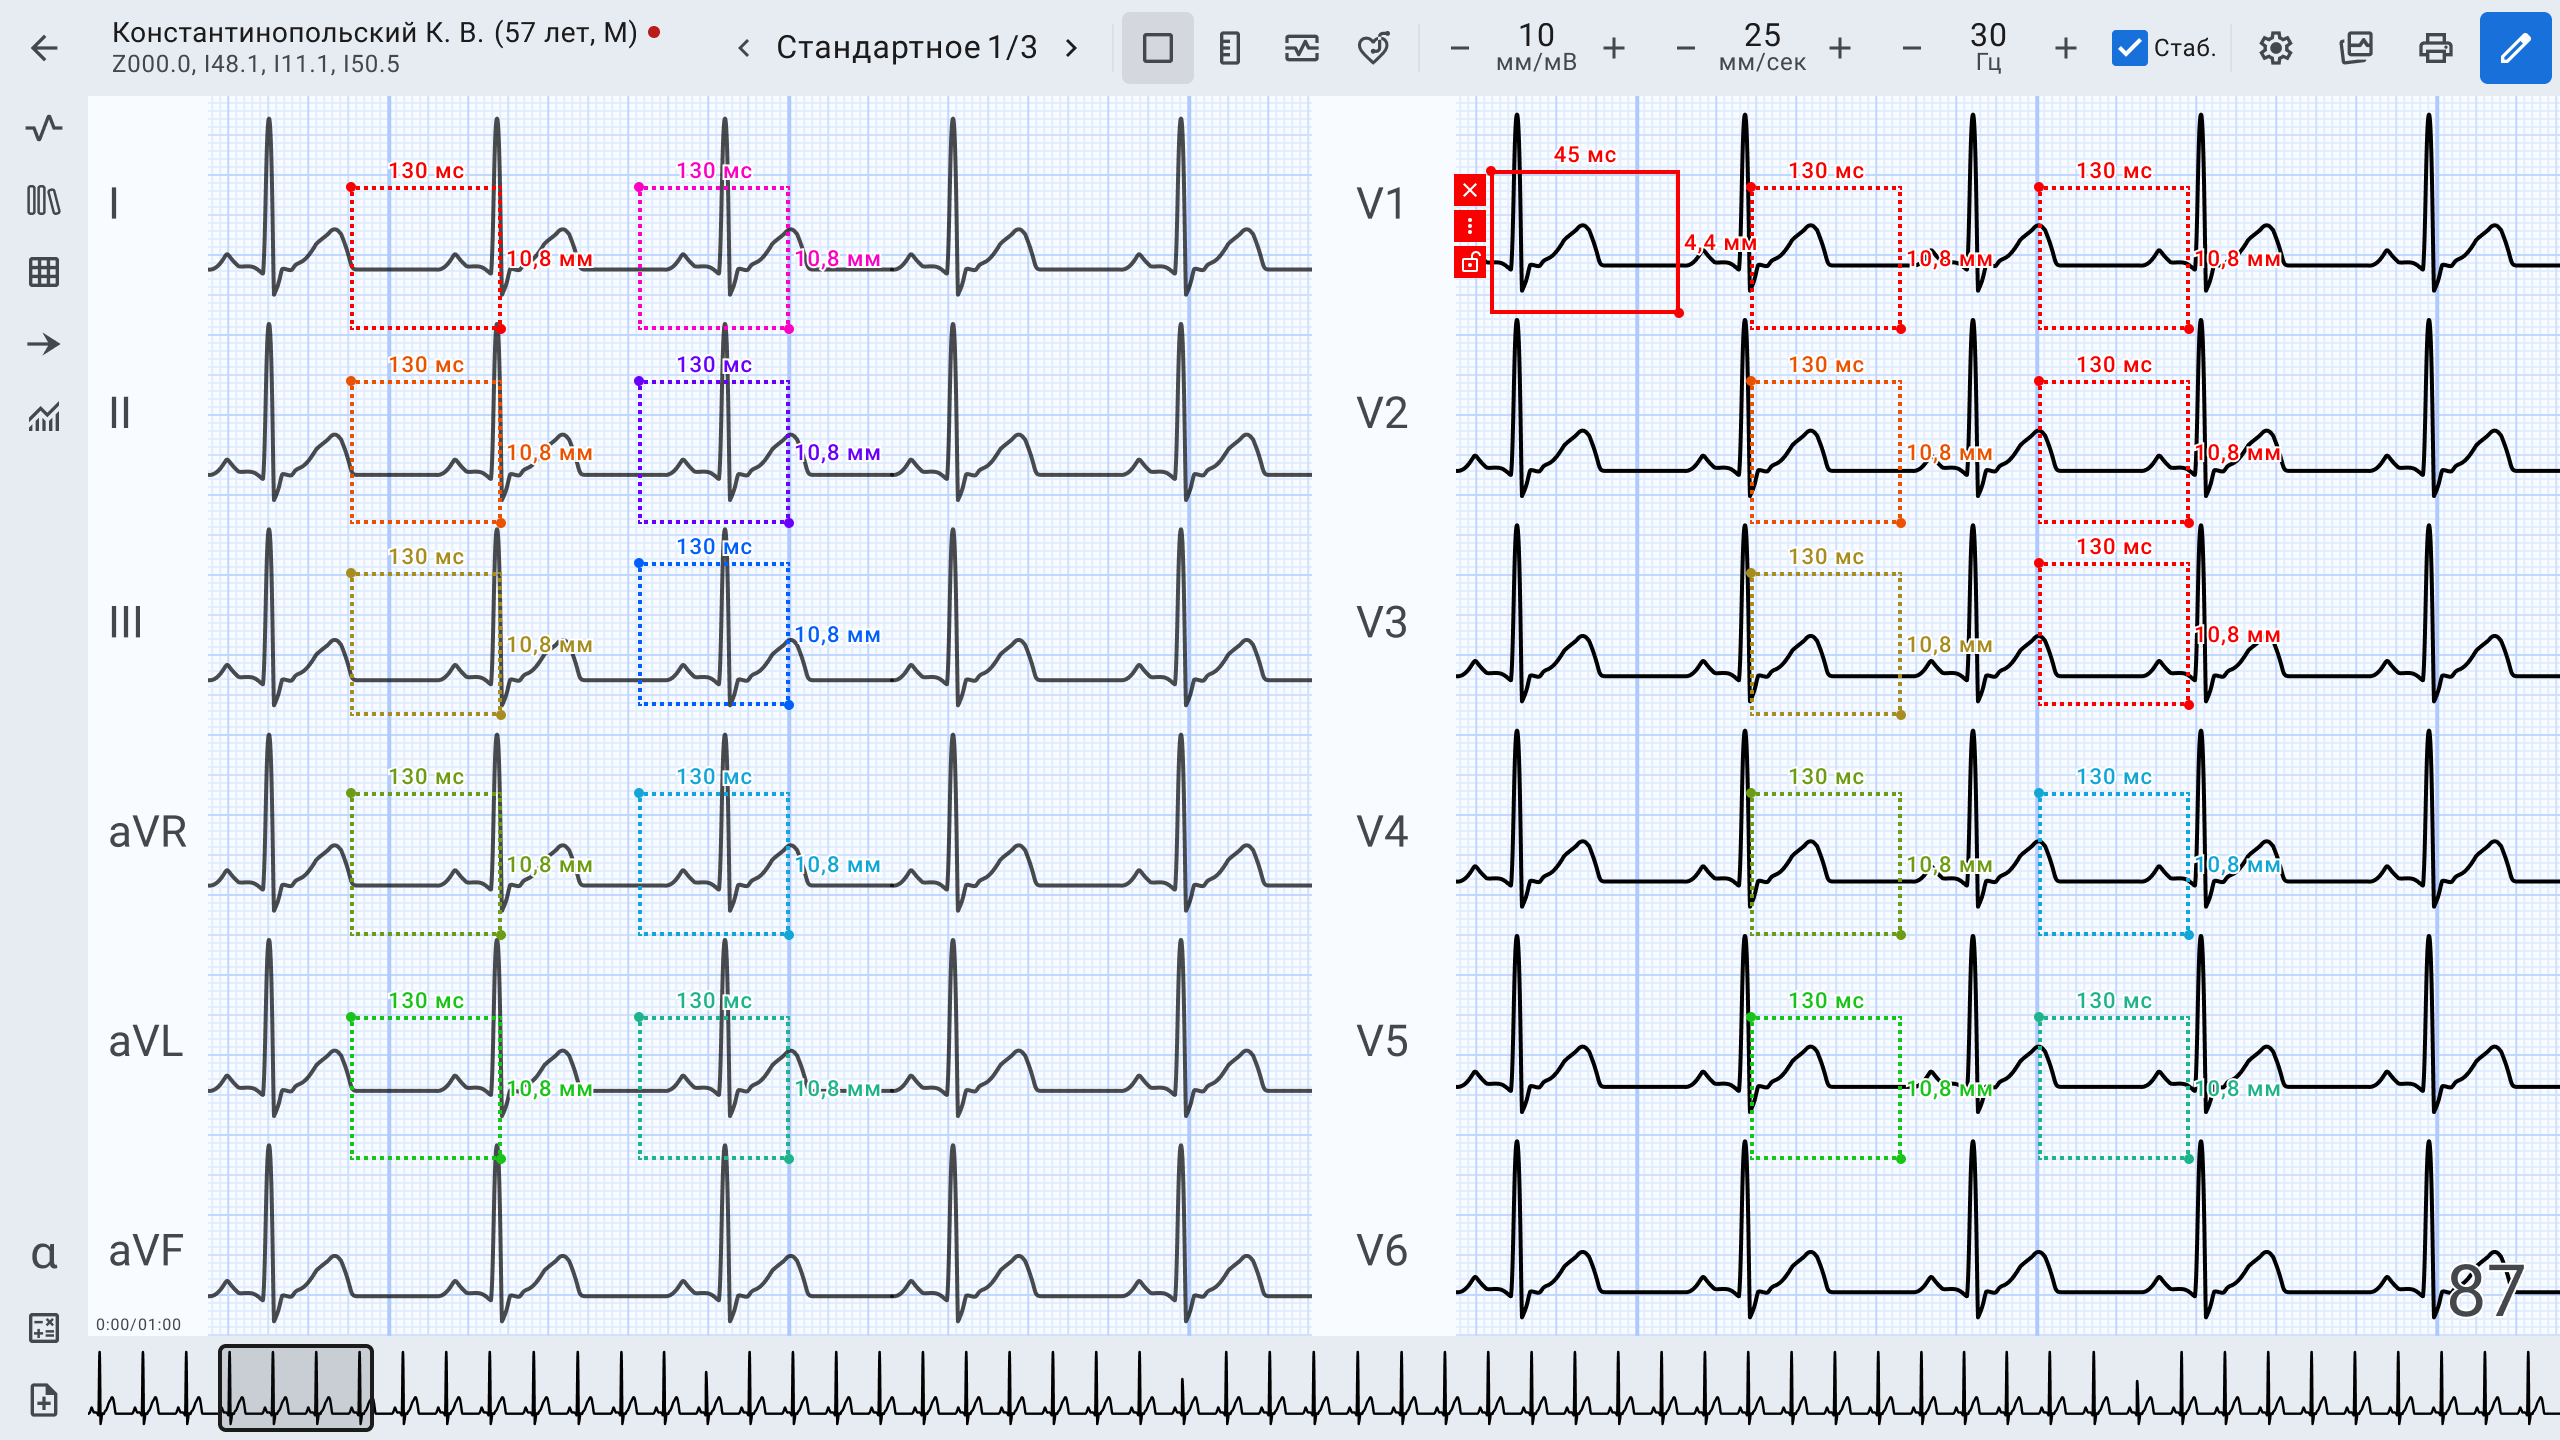 Константинопольский К. В. (57 лет, М)
Z000.0, I48.1, I11.1, I50.5
Стандартное 1/3
10
мм/мВ
25
мм/сек
30
Гц
Стаб.
I
130 мс
10,8 мм
130 мс
10,8 мм
II
130 мс
10,8 мм
130 мс
10,8 мм
III
130 мс
10,8 мм
130 мс
10,8 мм
aVR
130 мс
10,8 мм
130 мс
10,8 мм
aVL
130 мс
10,8 мм
130 мс
10,8 мм
aVF
V1
45 мс
4,4 мм
130 мс
10,8 мм
130 мс
10,8 мм
V2
130 мс
10,8 мм
130 мс
10,8 мм
V3
130 мс
10,8 мм
130 мс
10,8 мм
V4
130 мс
10,8 мм
130 мс
10,8 мм
V5
130 мс
10,8 мм
130 мс
10,8 мм
V6
87
α
0:00/01:00